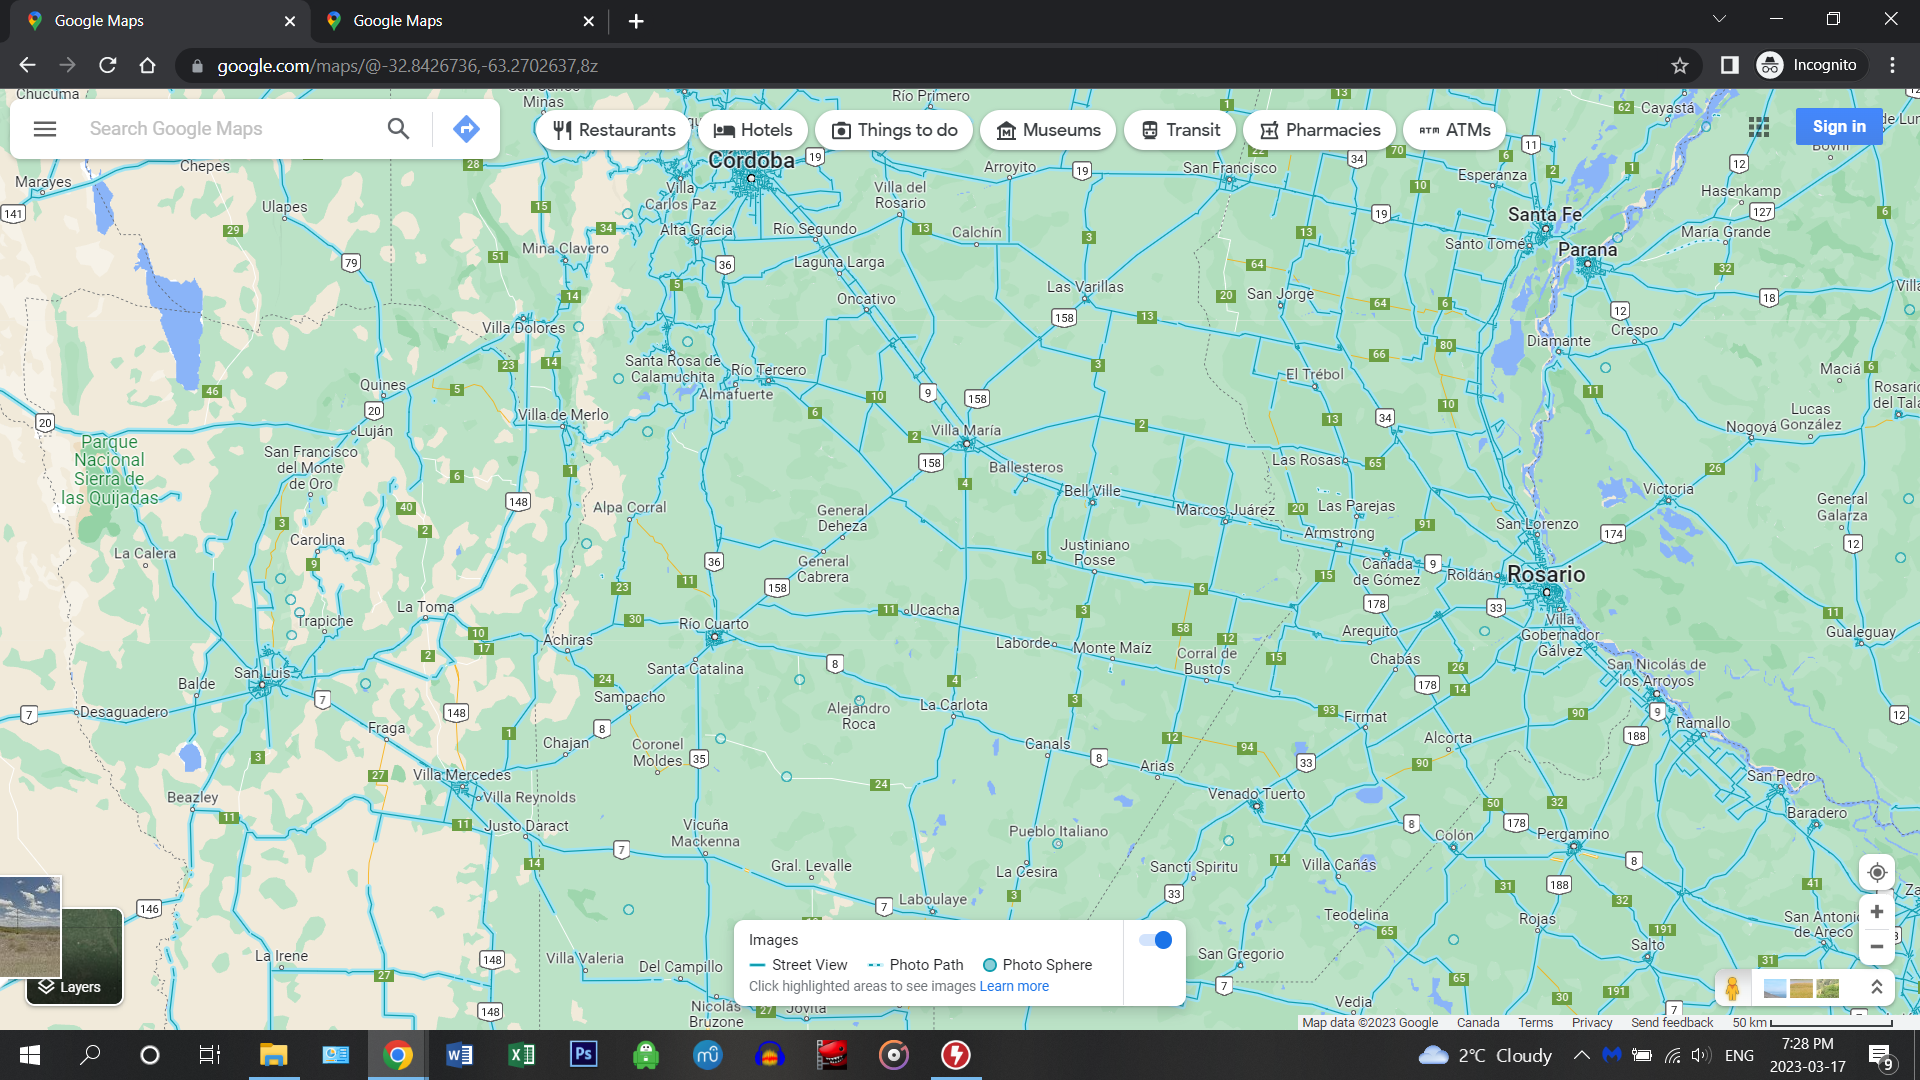 Google Maps
Google Maps
google.com/maps/@-32.8426736,-63.2702637,8z
Incognito
Chucuma
Minas
Río Primero
Cayastá
Search Google Maps
Restaurants
Hotels
Things to do
Museums
Transit
Pharmacies
ATMs
Sign in
Chepes
Córdoba
Arroyito
San Francisco
Esperanza
Bovril
Marayes
Ulapes
Villa
Carlos Paz
Villa del
Rosario
Hasenkamp
Santa Fe
Alta Gracia
Río Segundo
Calchín
Santo Tomé
Parana
María Grande
Mina Clavero
Laguna Larga
Oncativo
Las Varillas
San Jorge
Crespo
Diamante
Villa Dolores
Santa Rosa de
Calamuchita
Río Tercero
Almafuerte
El Trébol
Maciá
Rosario
del Tala
Quines
Villa de Merlo
Lucas
González
Nogoyá
Luján
Villa María
Parque
Nacional
Sierra de
las Quijadas
San Francisco
del Monte
de Oro
Ballesteros
Las Rosas
Bell Ville
Victoria
General
Galarza
Alpa Corral
General
Deheza
Marcos Juárez
Las Parejas
Armstrong
San Lorenzo
Carolina
La Calera
Justiniano
Posse
General
Cabrera
Cañada
de Gómez
Roldán
Rosario
La Toma
Trapiche
Ucacha
Río Cuarto
Achiras
Villa
Gobernador
Gálvez
Arequito
Gualeguay
Laborde
Monte Maíz
Corral de
Bustos
Chabás
San Luis
Santa Catalina
San Nicolás de
los Arroyos
Balde
Sampacho
Desaguadero
Alejandro
Roca
La Carlota
Firmat
Ramallo
Fraga
Chajan
Coronel
Moldes
Canals
Alcorta
Arias
Villa Mercedes
San Pedro
Beazley
Villa Reynolds
Venado Tuerto
Justo Daract
Vicuña
Mackenna
Pueblo Italiano
Colón
Pergamino
Baradero
Gral. Levalle
La Cesira
Sancti Spiritu
Villa Cañás
Laboulaye
Teodelina
Rojas
San Antonio
de Areco
Salto
La Irene
Villa Valeria
Del Campillo
San Gregorio
Nicolás
Bruzone
Jovita
Vedia
Layers
Images
Street View
Photo Path
Photo Sphere
Click highlighted areas to see images Learn more
Map data ©2023 Google Canada Terms Privacy Send feedback 50 km
2°C Cloudy
ENG
7:28 PM
2023-03-17
9